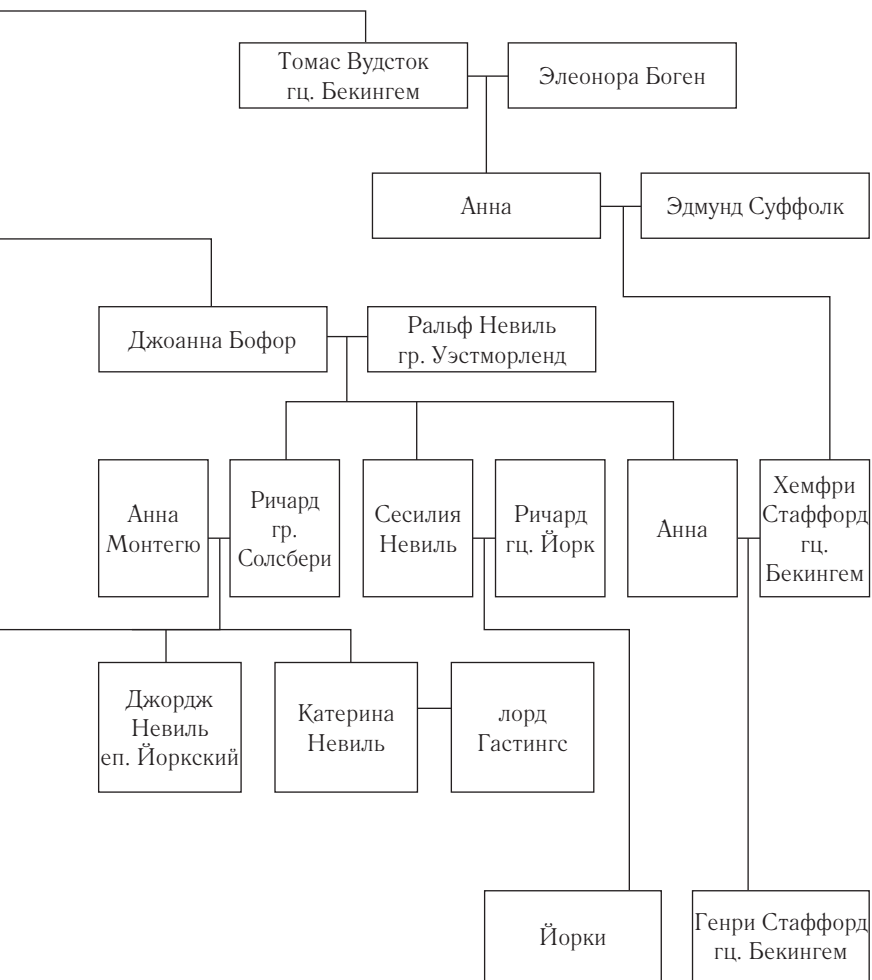 Томас Вудсток
гц. Бекингем
Элеонора Боген
Анна
Эдмунд Суффолк
Джоанна Бофор
Ральф Невиль
гр. Уэстморленд
Анна
Монтегю
Ричард
гр.
Солсбери
Сесилия
Невиль
Ричард
гц. Йорк
Анна
Хемфри
Стаффорд
гц.
Бекингем
Джордж
Невиль
еп. Йоркский
Катерина
Невиль
лорд
Гастингс
Йорки
Генри Стаффорд
гц. Бекингем